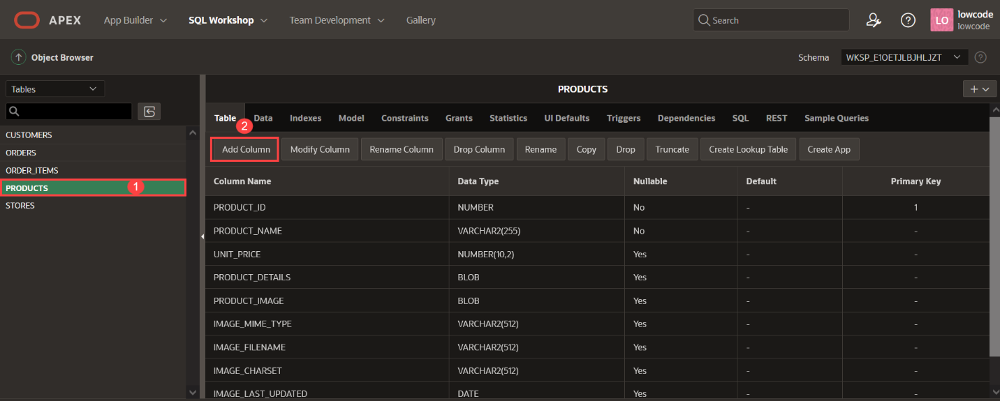 APEX App Builder SQL Workshop Team Development Gallery Search LO lowcode
lowcode
Object Browser Schema WKSP_E1OETJLBJHLJZT
Tables PRODUCTS
Table Data Indexes Model Constraints Grants Statistics UI Defaults Triggers Dependencies SQL REST Sample Queries
2
Add Column Modify Column Rename Column Drop Column Rename Copy Drop Truncate Create Lookup Table Create App
CUSTOMERS
ORDERS
ORDER_ITEMS
PRODUCTS 1
STORES
Column Name Data Type Nullable Default Primary Key
PRODUCT_ID NUMBER No - 1
PRODUCT_NAME VARCHAR2(255) No - -
UNIT_PRICE NUMBER(10,2) Yes - -
PRODUCT_DETAILS BLOB Yes - -
PRODUCT_IMAGE BLOB Yes - -
IMAGE_MIME_TYPE VARCHAR2(512) Yes - -
IMAGE_FILENAME VARCHAR2(512) Yes - -
IMAGE_CHARSET VARCHAR2(512) Yes - -
IMAGE_LAST_UPDATED DATE Yes - -